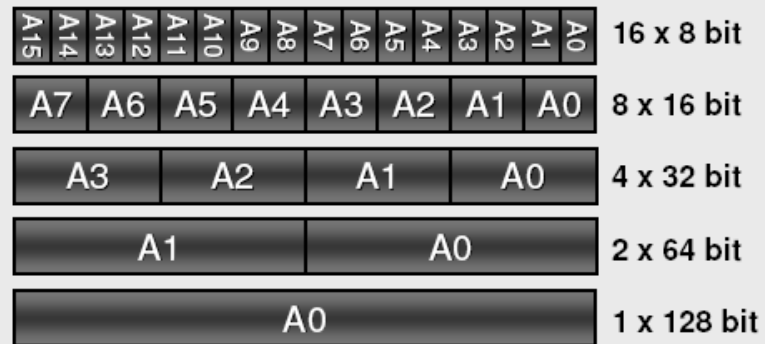 A15 A14 A13 A12 A11 A10 A9 A8 A7 A6 A5 A4 A3 A2 A1 A0 16 x 8 bit
A7 A6 A5 A4 A3 A2 A1 A0 8 x 16 bit
A3 A2 A1 A0 4 x 32 bit
A1 A0 2 x 64 bit
A0 1 x 128 bit